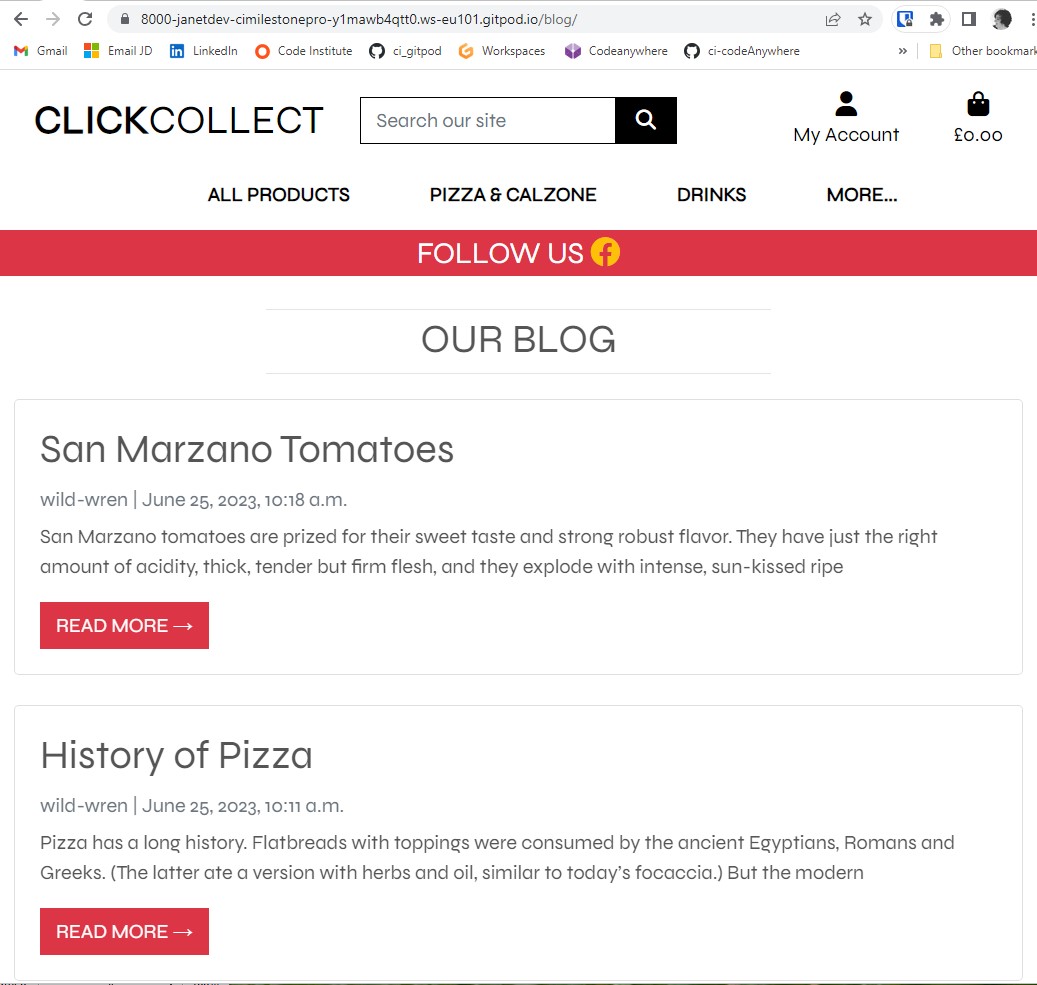 8000-janetdev-cimilestonepro-y1mawb4qtt0.ws-eu101.gitpod.io/blog/
Gmail Email JD LinkedIn Code Institute ci_gitpod Workspaces Codeanywhere ci-codeAnywhere » Other bookmark
CLICKCOLLECT Search our site My Account £0.00
ALL PRODUCTS PIZZA & CALZONE DRINKS MORE...
FOLLOW US
OUR BLOG
San Marzano Tomatoes
wild-wren | June 25, 2023, 10:18 a.m.
San Marzano tomatoes are prized for their sweet taste and strong robust flavor. They have just the right
amount of acidity, thick, tender but firm flesh, and they explode with intense, sun-kissed ripe
READ MORE →
History of Pizza
wild-wren | June 25, 2023, 10:11 a.m.
Pizza has a long history. Flatbreads with toppings were consumed by the ancient Egyptians, Romans and
Greeks. (The latter ate a version with herbs and oil, similar to today’s focaccia.) But the modern
READ MORE →